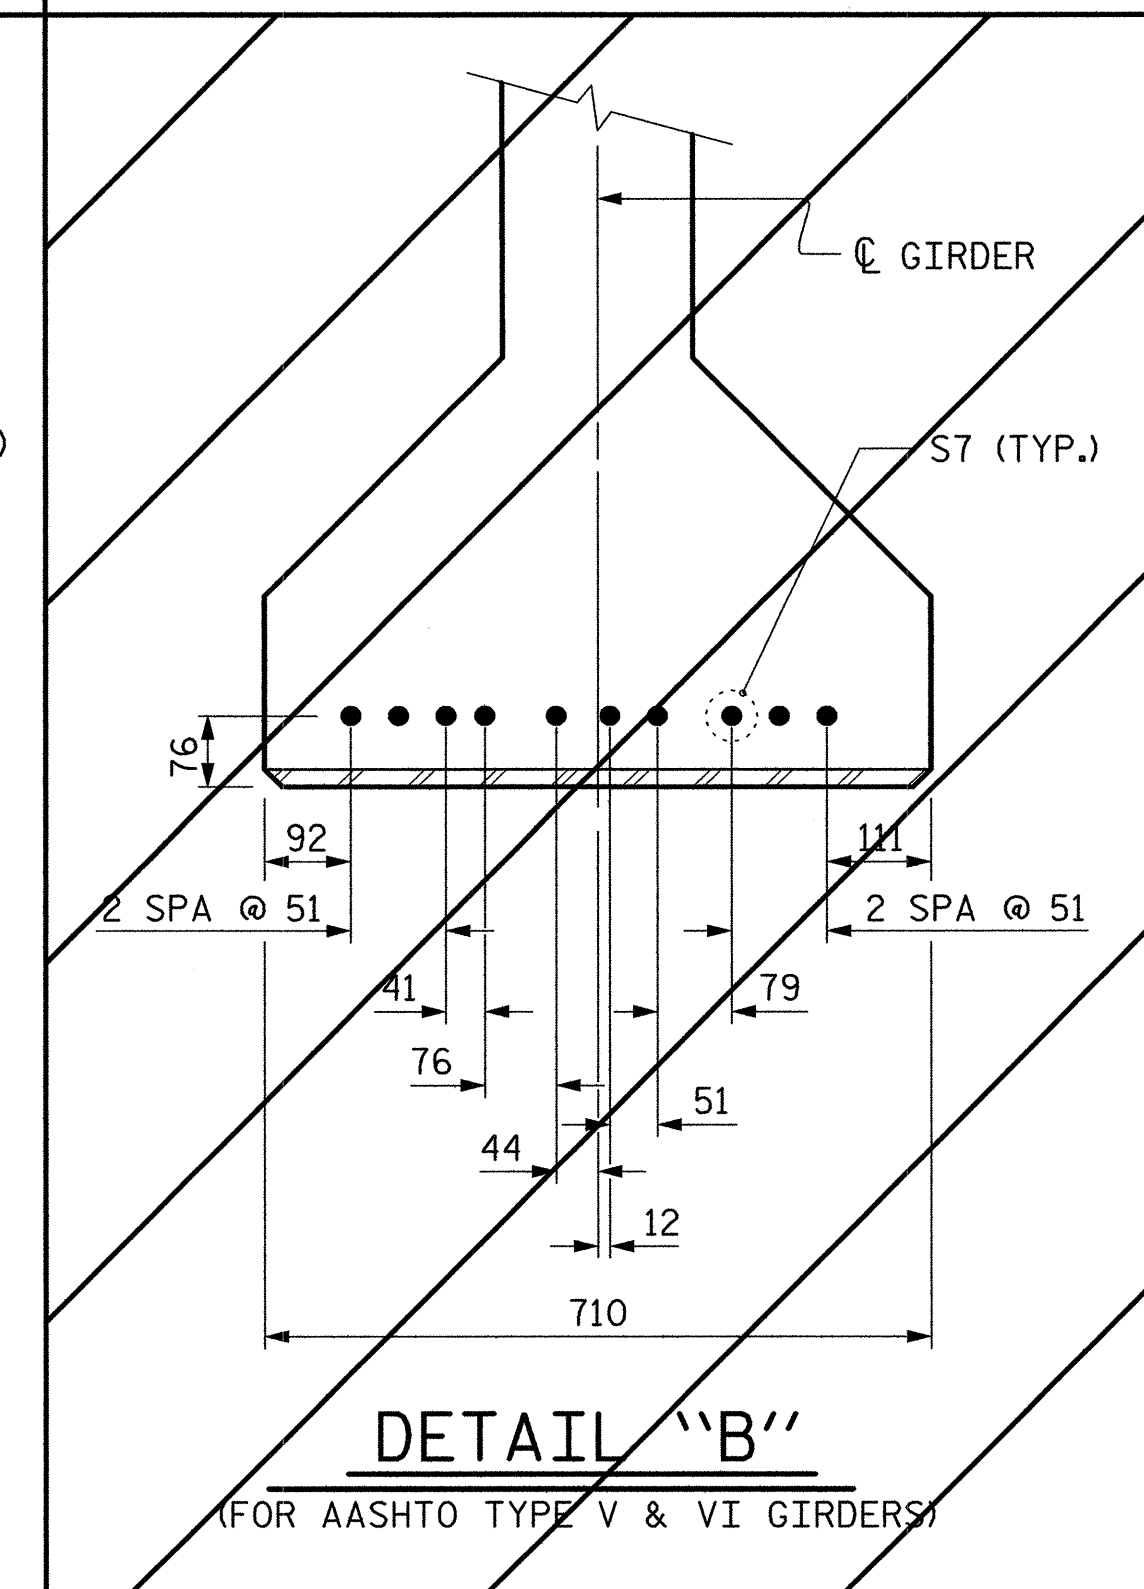 ℄ GIRDER
)
S7 (TYP.)
76
92
111
2 SPA @ 51
2 SPA @ 51
41
79
76
51
44
12
710
DETAIL "B"
(FOR AASHTO TYPE V & VI GIRDERS)